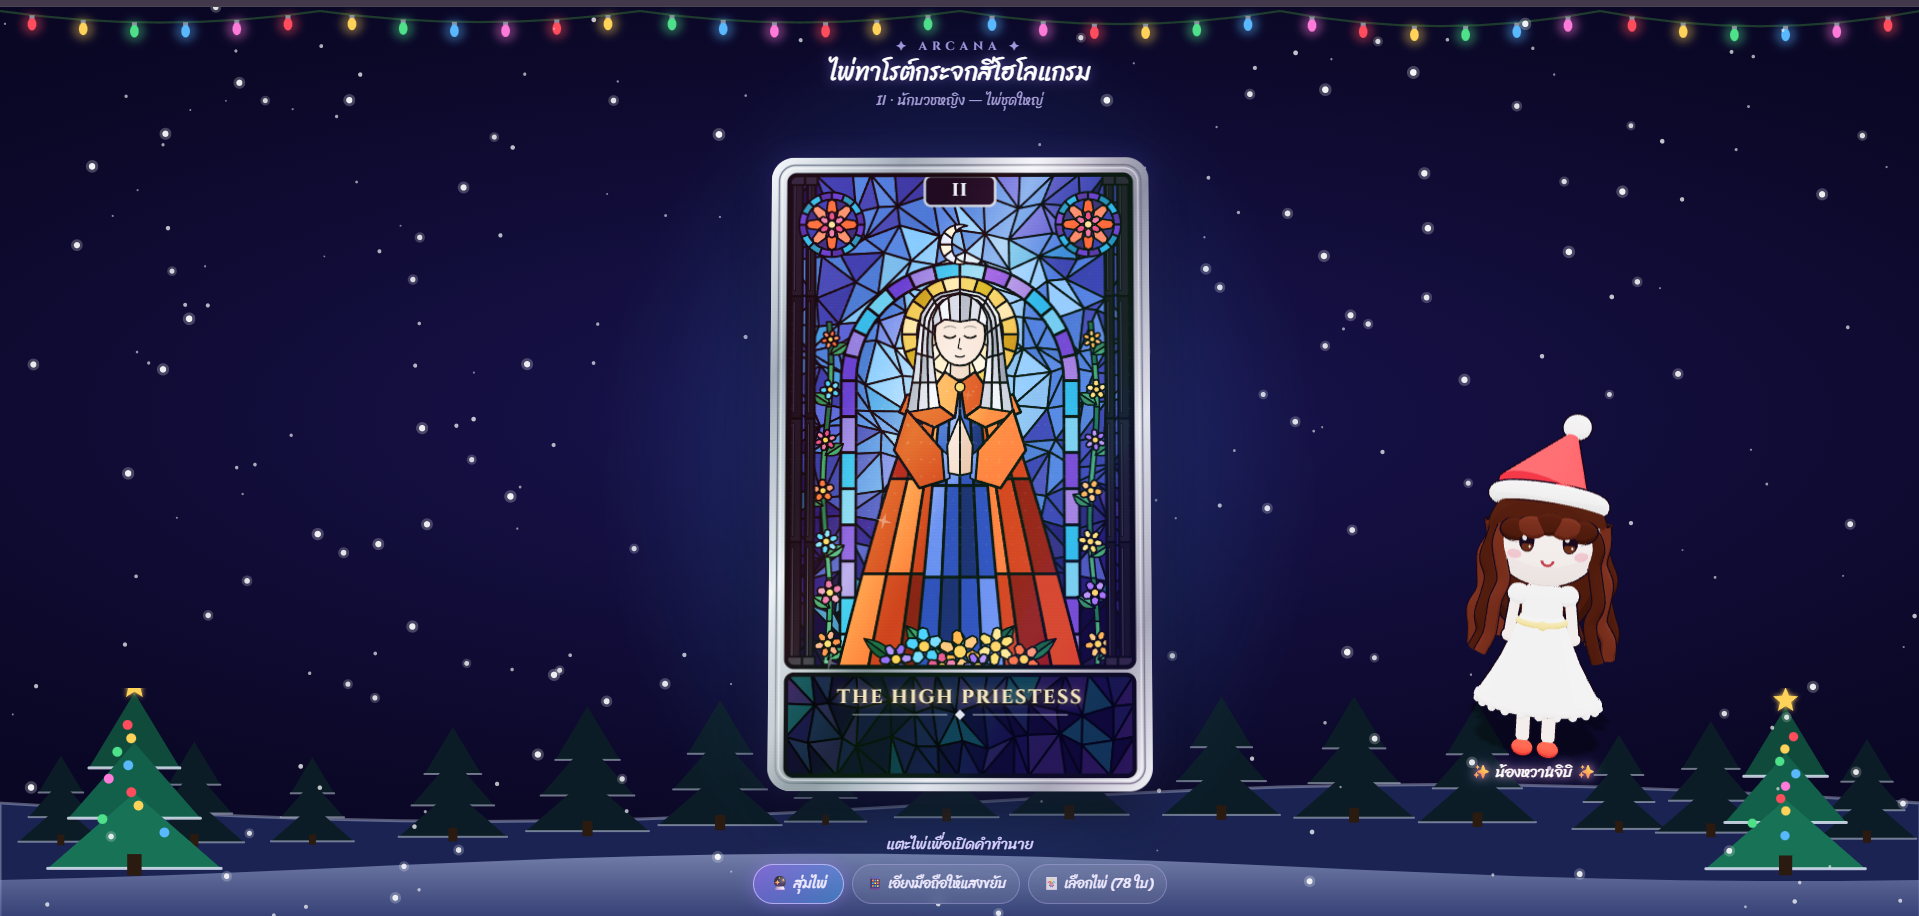 ✦ ARCANA ✦
ไพ่ทาโรต์กระจกสีโฮโลแกรม
II · นักบวชหญิง — ไพ่ชุดใหญ่
II
THE HIGH PRIESTESS
✨ น้องหวานจิบิ ✨
แตะไพ่เพื่อเปิดคำทำนาย
🔮 สุ่มไพ่
เอียงมือถือให้แสงขยับ
🃏 เลือกไพ่ (78 ใบ)